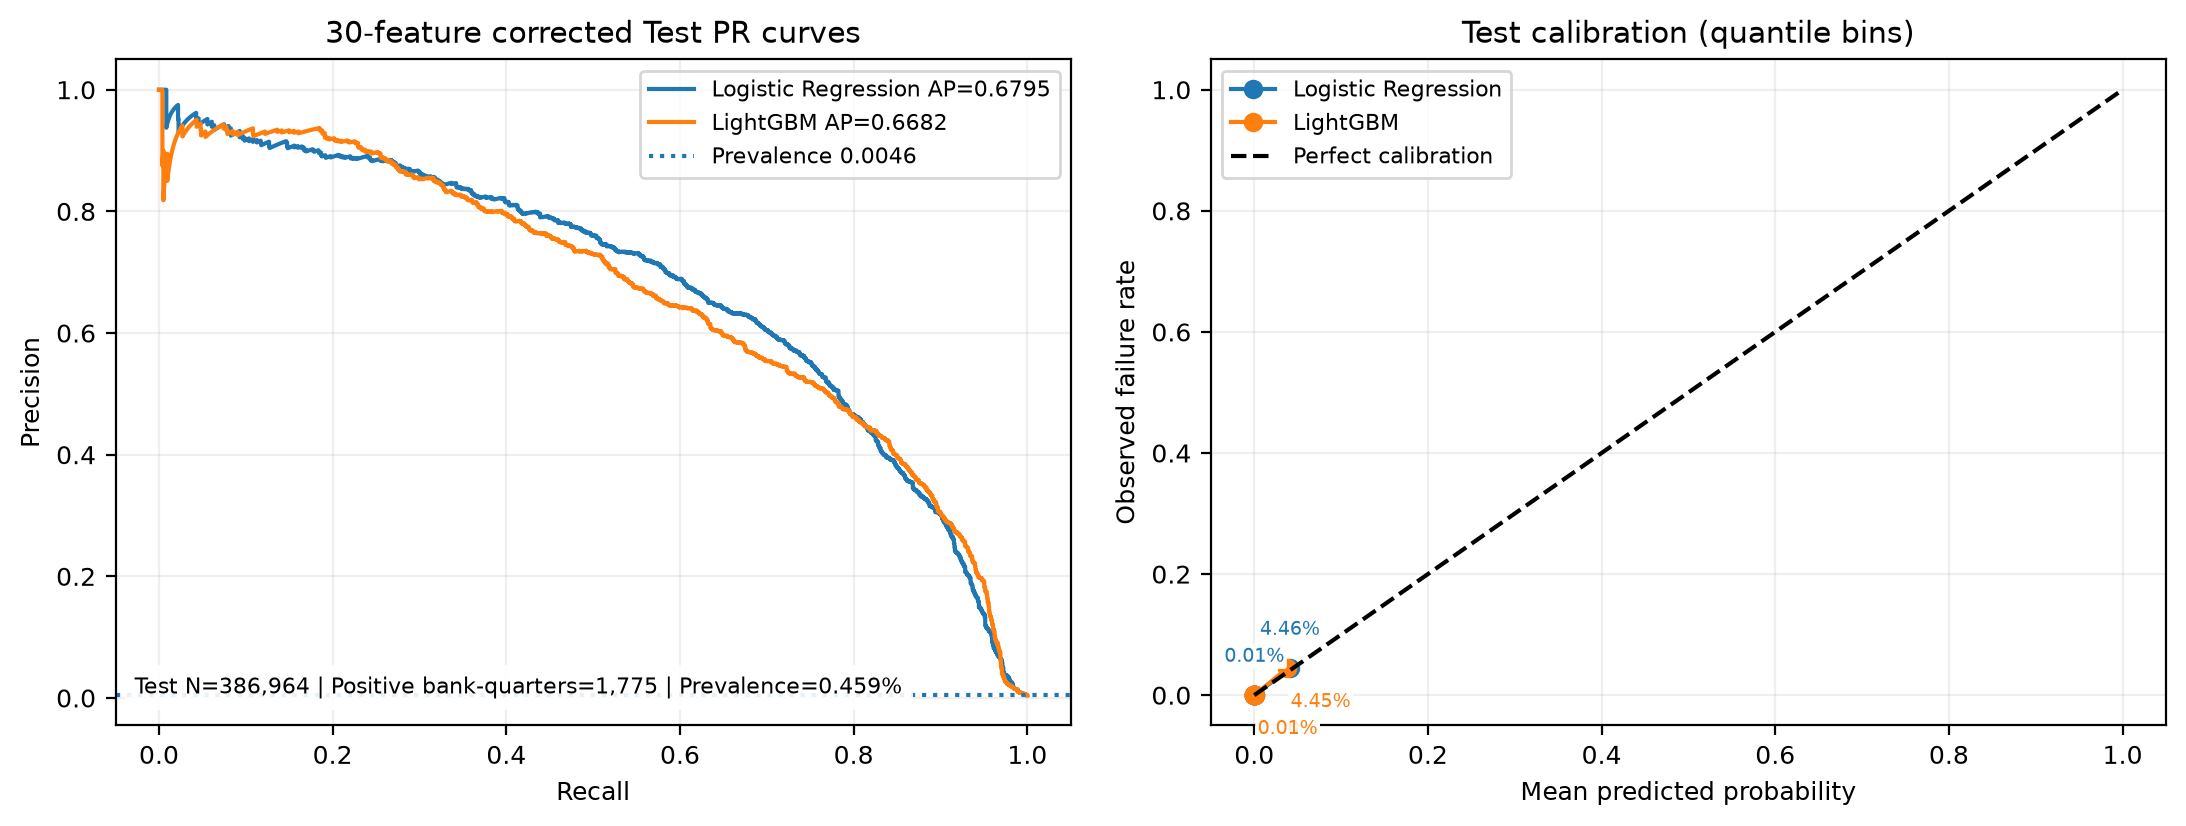 30-feature corrected Test PR curves
Logistic Regression AP=0.6795
LightGBM AP=0.6682
Prevalence 0.0046
Precision
1.0
0.8
0.6
0.4
0.2
0.0
Test N=386,964 | Positive bank-quarters=1,775 | Prevalence=0.459%
0.0 0.2 0.4 0.6 0.8 1.0
Recall
Test calibration (quantile bins)
Logistic Regression
LightGBM
Perfect calibration
Observed failure rate
1.0
0.8
0.6
0.4
0.2
0.0
4.46%
0.01%
4.45%
0.01%
0.0 0.2 0.4 0.6 0.8 1.0
Mean predicted probability